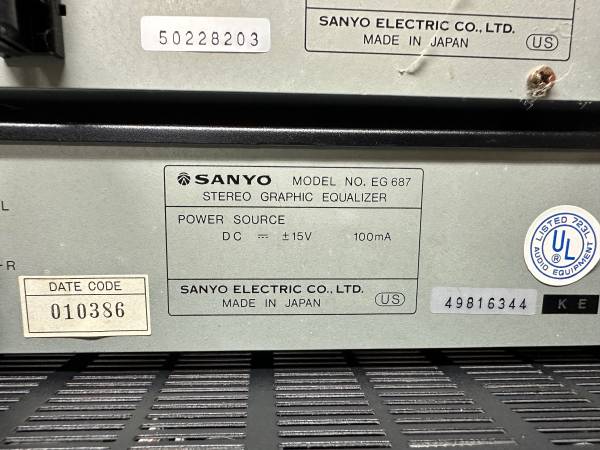 50228203
SANYO ELECTRIC CO., LTD.
MADE IN JAPAN US
L
-R
SANYO MODEL NO. EG 687
STEREO GRAPHIC EQUALIZER
POWER SOURCE
DC ⎓ ±15V 100mA
SANYO ELECTRIC CO., LTD.
MADE IN JAPAN US
DATE CODE
010386
49816344
K E
LISTED 723L
UL
®
AUDIO EQUIPMENT